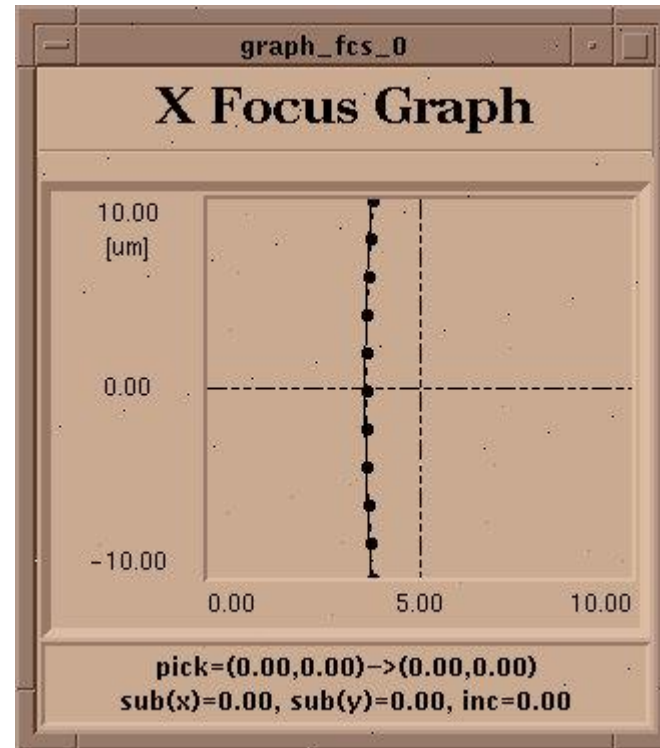 graph_fcs_0
X Focus Graph
10.00
[um]
0.00
-10.00
0.00 5.00 10.00
pick=(0.00,0.00)->(0.00,0.00)
sub(x)=0.00, sub(y)=0.00, inc=0.00